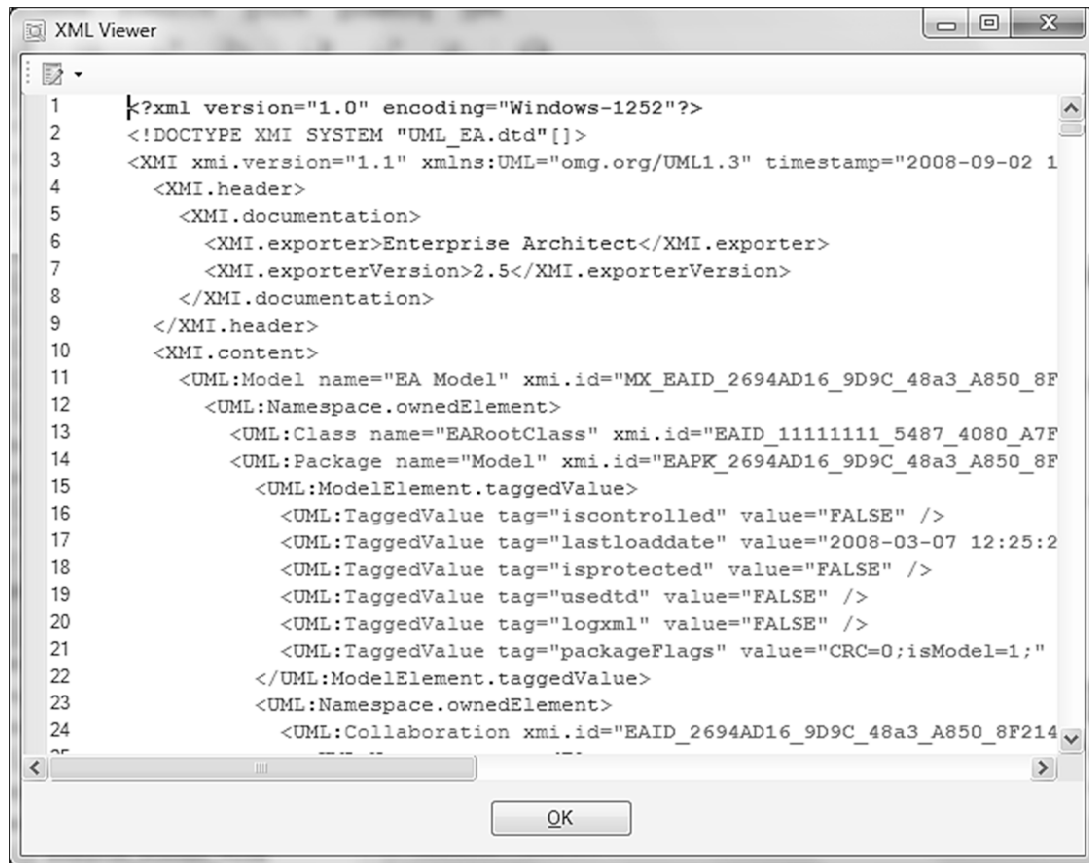 XML Viewer
1 <?xml version="1.0" encoding="Windows-1252"?>
2 <!DOCTYPE XMI SYSTEM "UML_EA.dtd"[]>
3 <XMI xmi.version="1.1" xmlns:UML="omg.org/UML1.3" timestamp="2008-09-02 1
4 <XMI.header>
5 <XMI.documentation>
6 <XMI.exporter>Enterprise Architect</XMI.exporter>
7 <XMI.exporterVersion>2.5</XMI.exporterVersion>
8 </XMI.documentation>
9 </XMI.header>
10 <XMI.content>
11 <UML:Model name="EA Model" xmi.id="MX_EAID_2694AD16_9D9C_48a3_A850_8F
12 <UML:Namespace.ownedElement>
13 <UML:Class name="EARootClass" xmi.id="EAID_11111111_5487_4080_A7F
14 <UML:Package name="Model" xmi.id="EAPK_2694AD16_9D9C_48a3_A850_8F
15 <UML:ModelElement.taggedValue>
16 <UML:TaggedValue tag="iscontrolled" value="FALSE" />
17 <UML:TaggedValue tag="lastloaddate" value="2008-03-07 12:25:2
18 <UML:TaggedValue tag="isprotected" value="FALSE" />
19 <UML:TaggedValue tag="usedtd" value="FALSE" />
20 <UML:TaggedValue tag="logxml" value="FALSE" />
21 <UML:TaggedValue tag="packageFlags" value="CRC=0;isModel=1;"
22 </UML:ModelElement.taggedValue>
23 <UML:Namespace.ownedElement>
24 <UML:Collaboration xmi.id="EAID_2694AD16_9D9C_48a3_A850_8F214
OK